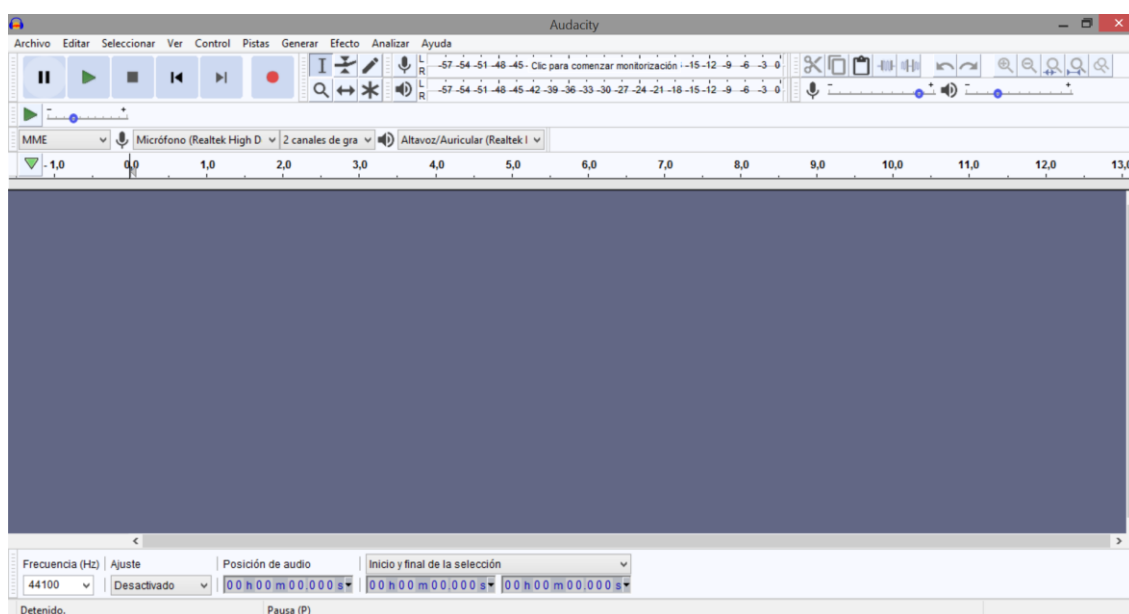 Audacity
Archivo Editar Seleccionar Ver Control Pistas Generar Efecto Analizar Ayuda
L R -57 -54 -51 -48 -45 - Clic para comenzar monitorización -15 -12 -9 -6 -3 0
L R -57 -54 -51 -48 -45 -42 -39 -36 -33 -30 -27 -24 -21 -18 -15 -12 -9 -6 -3 0
MME Micrófono (Realtek High D 2 canales de gra Altavoz/Auricular (Realtek
- 1,0 0,0 1,0 2,0 3,0 4,0 5,0 6,0 7,0 8,0 9,0 10,0 11,0 12,0 13,
Frecuencia (Hz) Ajuste Posición de audio Inicio y final de la selección
44100 Desactivado 00 h 00 m 00,000 s 00 h 00 m 00,000 s 00 h 00 m 00,000 s
Detenido. Pausa (P)